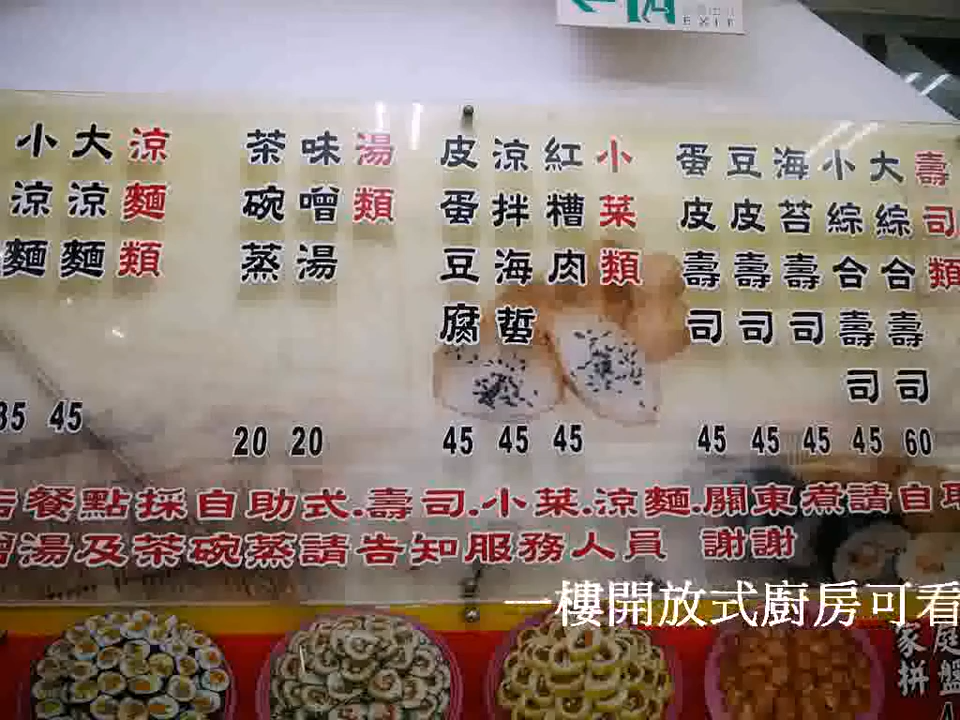 EXIT
壽司類
大綜合壽司 60
小綜合壽司 45
海苔壽司 45
豆皮壽司 45
蛋皮壽司 45
小菜類
紅糟肉 45
涼拌海蜇 45
皮蛋豆腐 45
湯類
味噌湯 20
茶碗蒸 20
涼麵類
大涼麵 45
小涼麵 35
餐點採自助式.壽司.小菜.涼麵.關東煮請自取
湯及茶碗蒸請告知服務人員 謝謝
一樓開放式廚房可看
家庭
拼盤